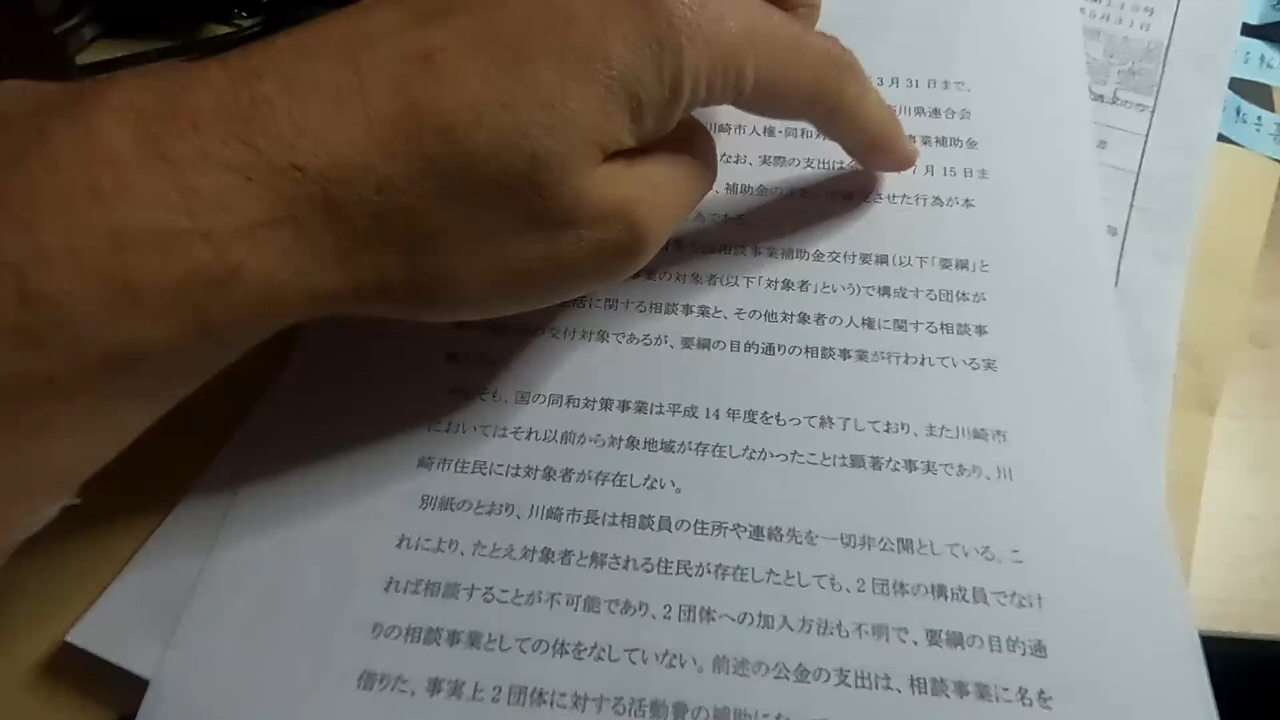 3月31日まで、
川県連合会
川崎市人権・同和対 事業補助金
なお、実際の支出は 7月15日ま
、補助金の させた行為が本
為である
相談事業補助金交付要綱(以下「要綱」と
事業の対象者(以下「対象者」という)で構成する団体が
活に関する相談事業と、その他対象者の人権に関する相談事
交付対象であるが、要綱の目的通りの相談事業が行われている実
そもそも、国の同和対策事業は平成14年度をもって終了しており、また川崎市
においてはそれ以前から対象地域が存在しなかったことは顕著な事実であり、川
崎市住民には対象者が存在しない。
別紙のとおり、川崎市長は相談員の住所や連絡先を一切非公開としている。こ
れにより、たとえ対象者と解される住民が存在したとしても、2団体の構成員でなけ
れば相談することが不可能であり、2団体への加入方法も不明で、要綱の目的通
りの相談事業としての体をなしていない。前述の公金の支出は、相談事業に名を
借りた、事実上2団体に対する活動費の補助に